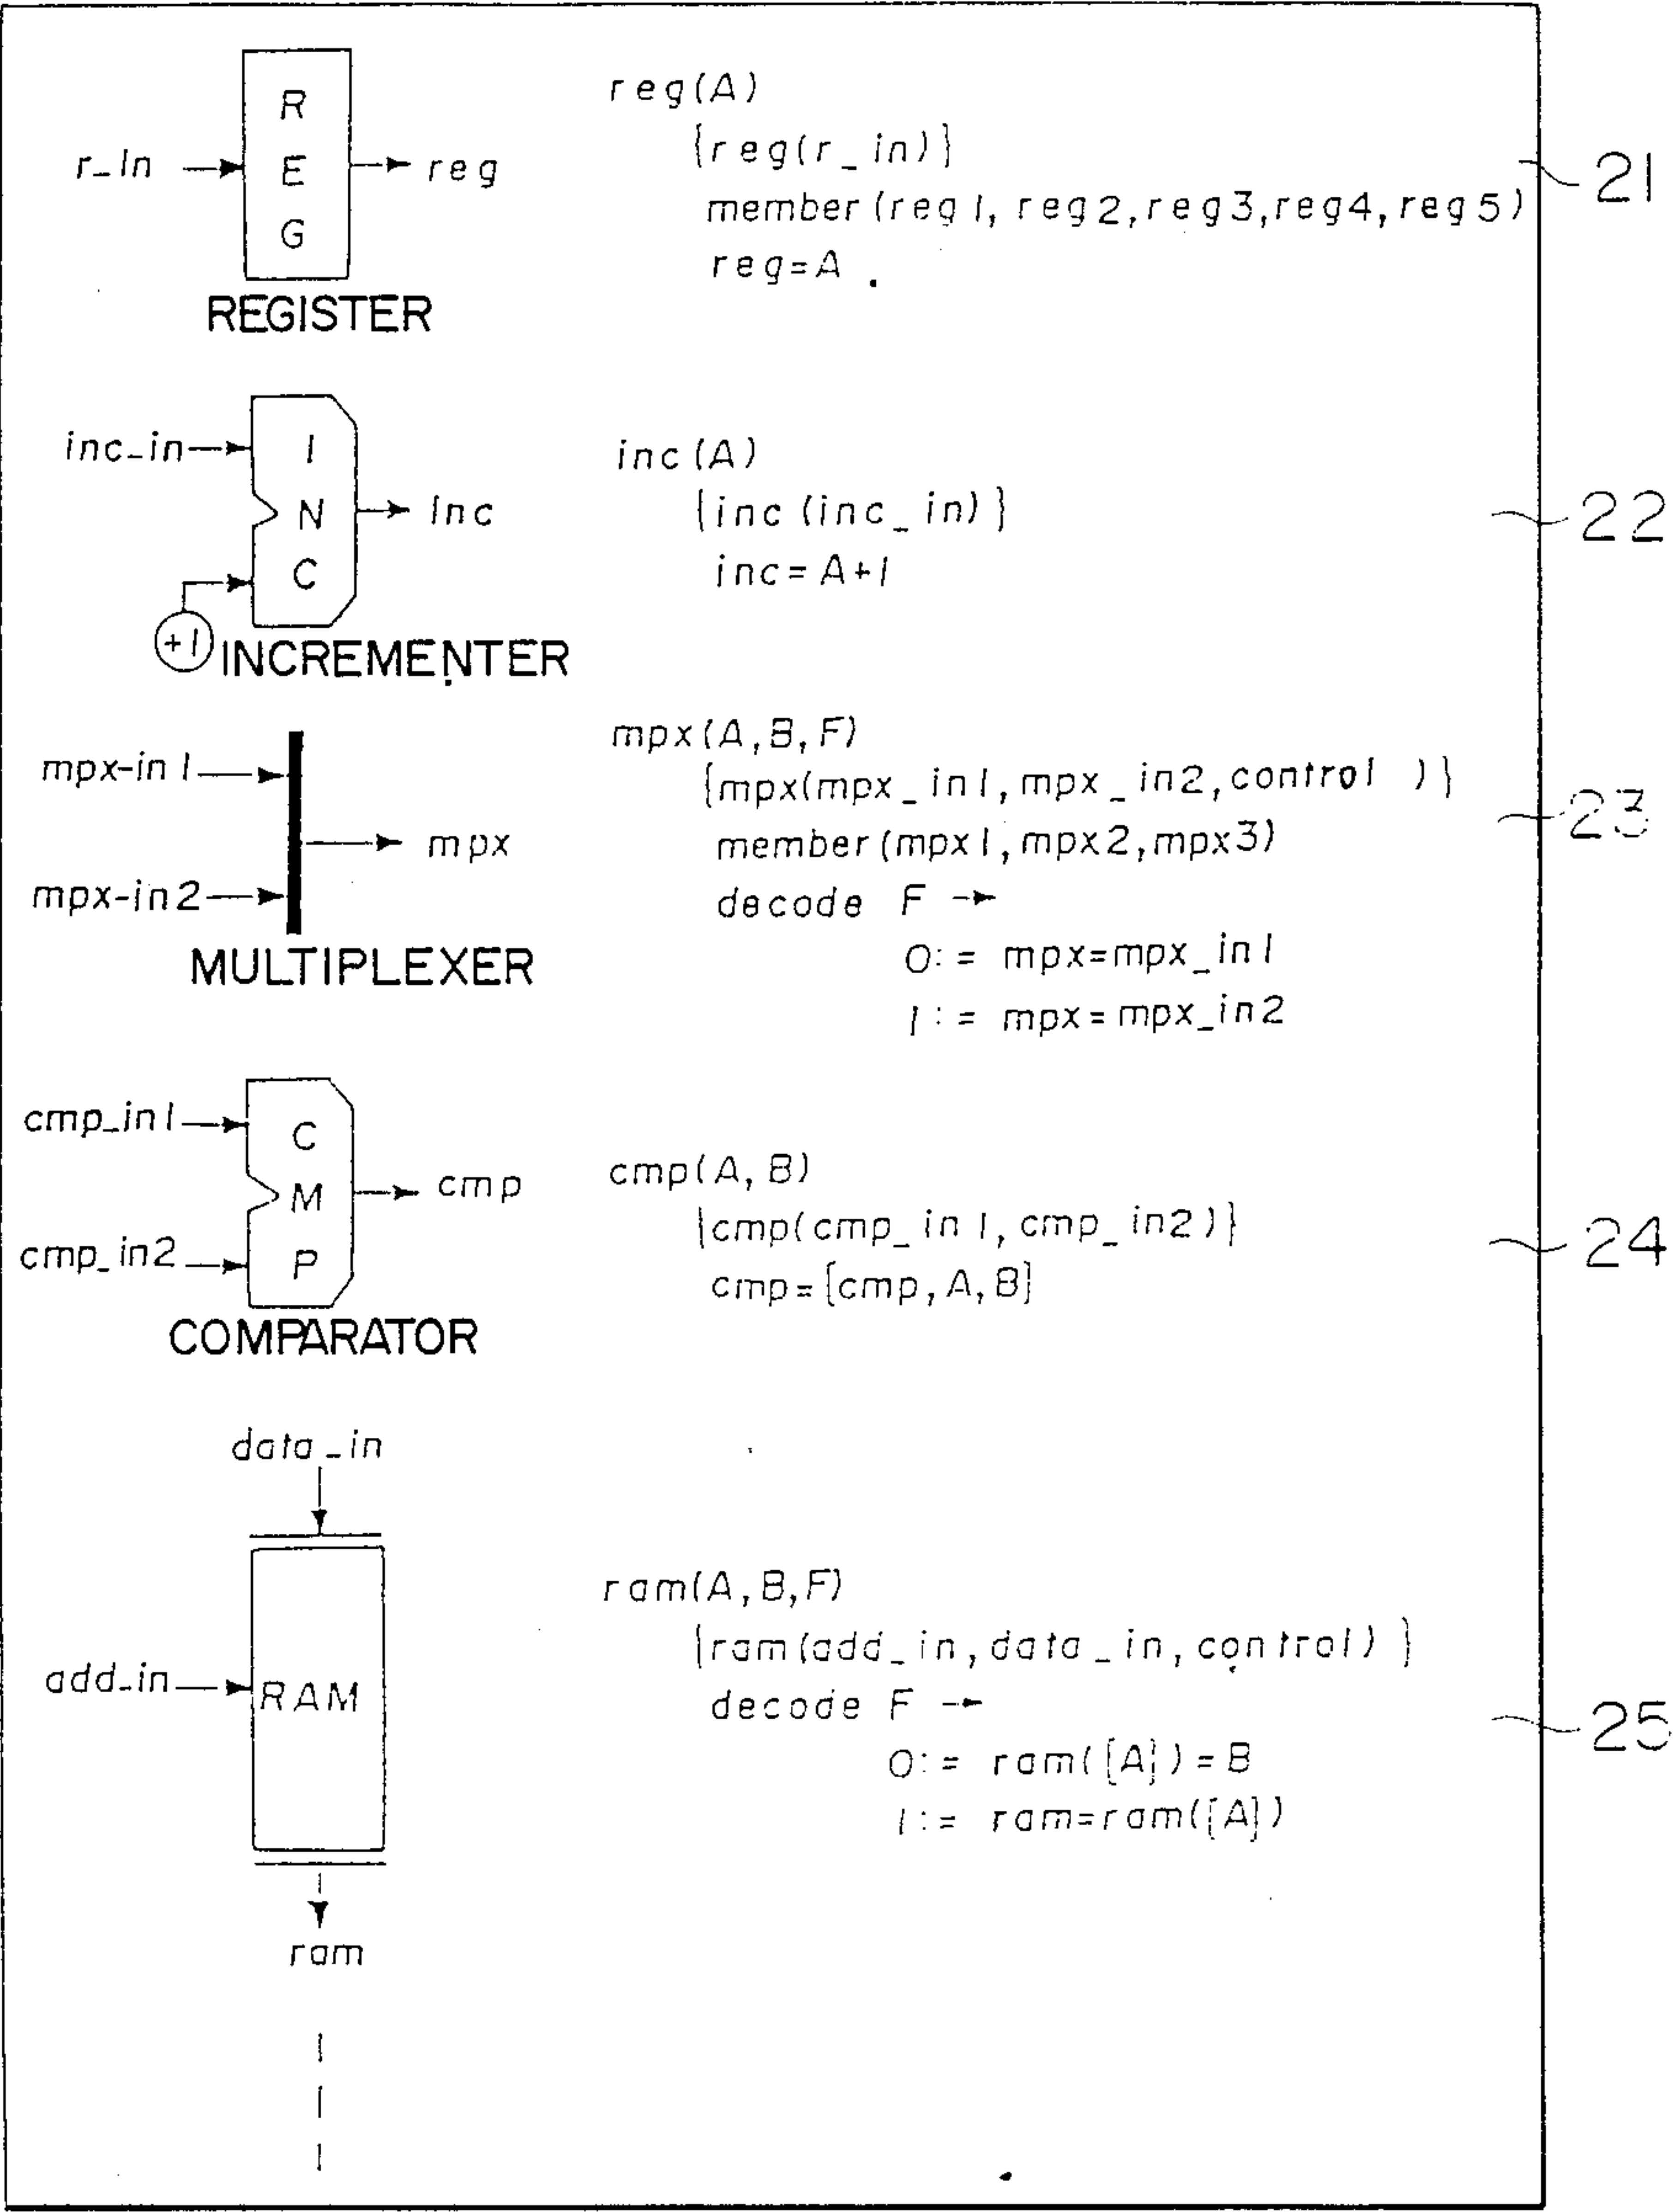 R
E
G
r_in
reg
REGISTER
reg(A)
{reg(r_in)}
member(reg1, reg2, reg3, reg4, reg5)
reg=A
21
inc_in
I
N
C
inc
+1
INCREMENTER
inc(A)
{inc(inc_in)}
inc=A+1
22
mpx-in1
mpx
mpx-in2
MULTIPLEXER
mpx(A,B,F)
{mpx(mpx_in1, mpx_in2, control )}
member(mpx1, mpx2, mpx3)
decode F →
0:= mpx=mpx_in1
1:= mpx=mpx_in2
23
cmp_in1
C
M
P
cmp
cmp_in2
COMPARATOR
cmp(A, B)
{cmp(cmp_in1, cmp_in2)}
cmp=[cmp, A, B]
24
data_in
add_in
RAM
ram
ram(A,B,F)
{ram(add_in, data_in, control) }
decode F →
0:= ram([A])=B
1:= ram=ram([A])
25